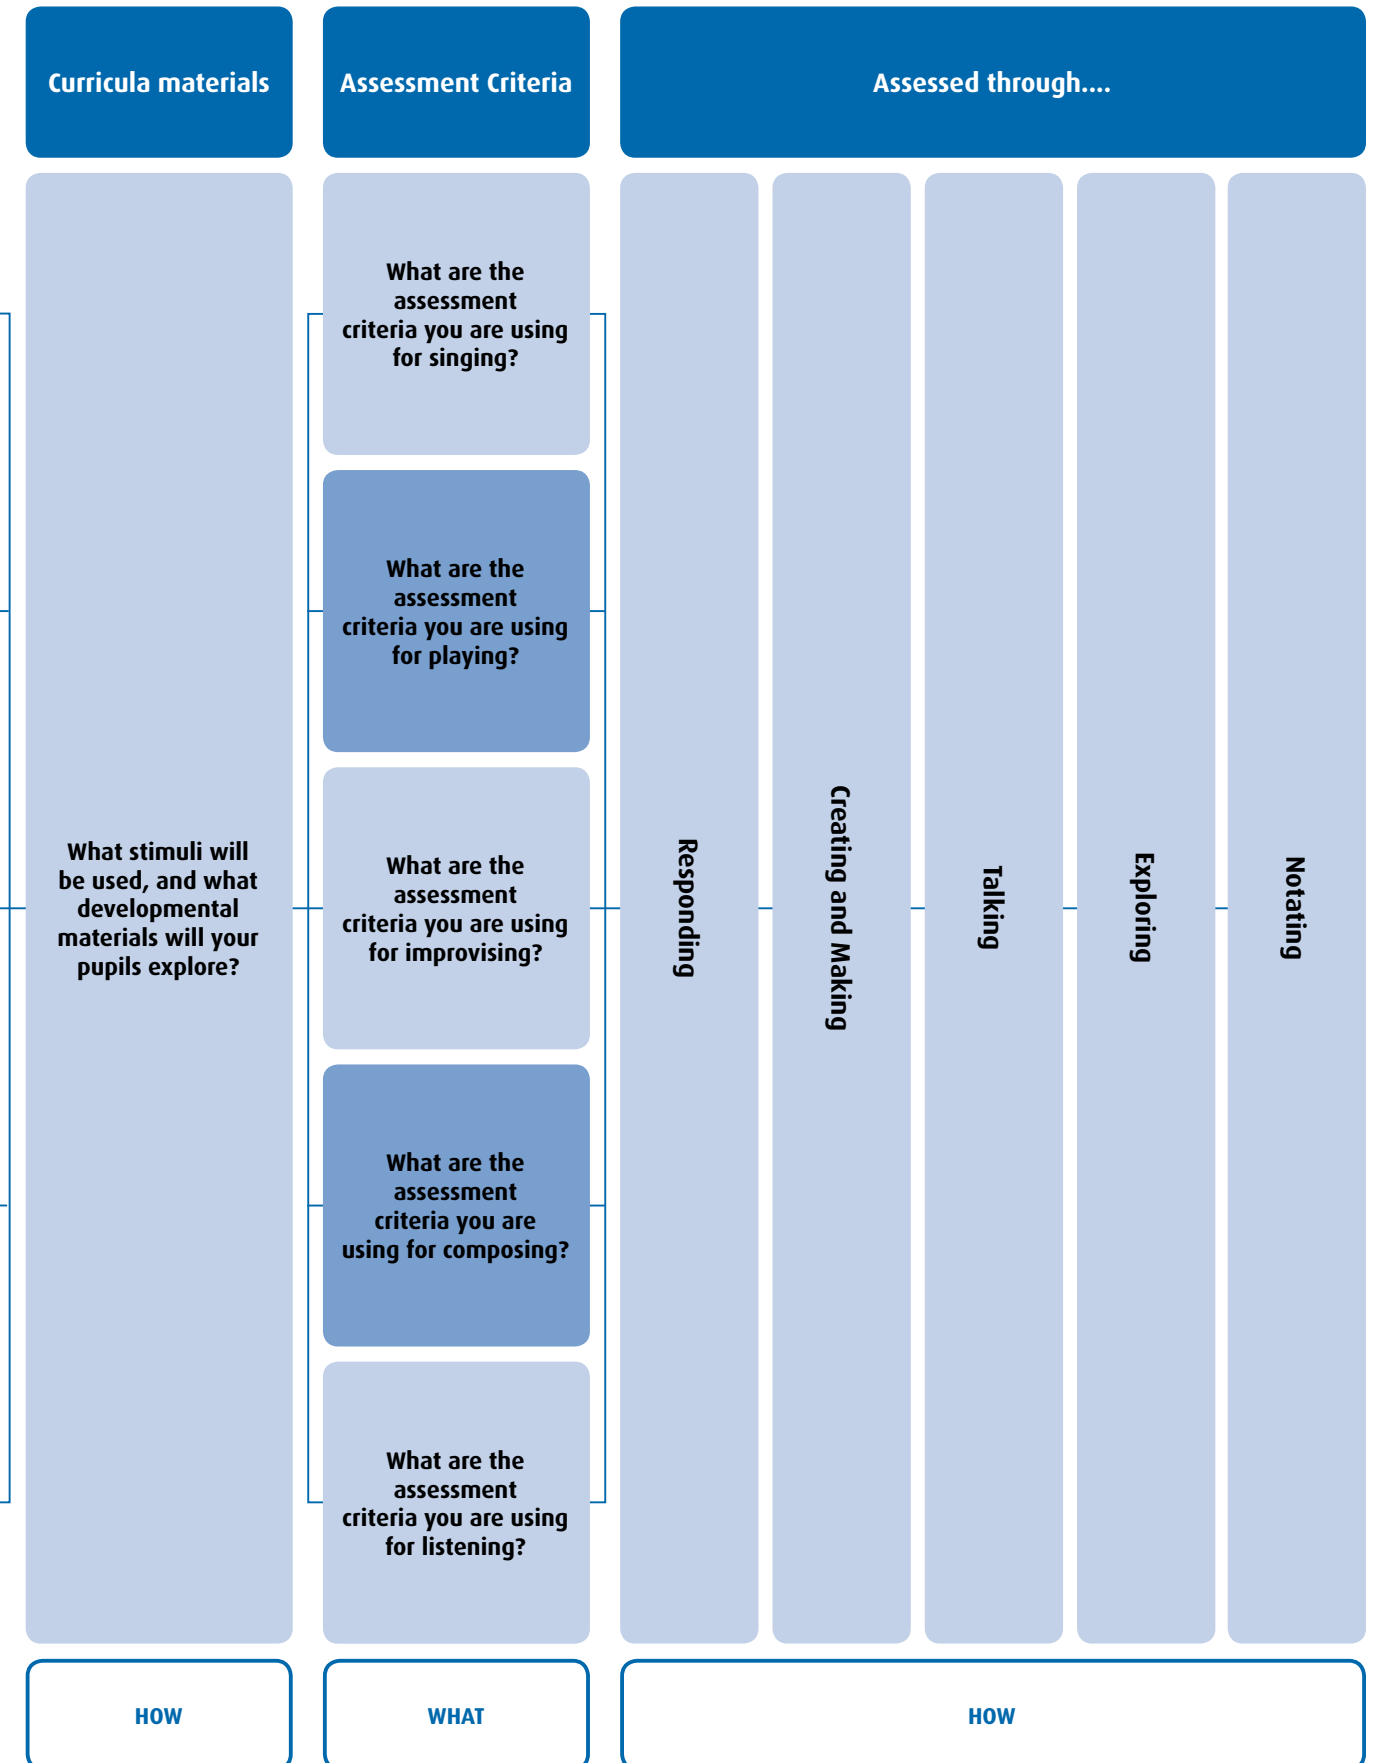 Curricula materials
Assessment Criteria
Assessed through....
What stimuli will
be used, and what
developmental
materials will your
pupils explore?
What are the
assessment
criteria you are using
for singing?
What are the
assessment
criteria you are using
for playing?
What are the
assessment
criteria you are using
for improvising?
What are the
assessment
criteria you are
using for composing?
What are the
assessment
criteria you are using
for listening?
Responding
Creating and Making
Talking
Exploring
Notating
HOW
WHAT
HOW